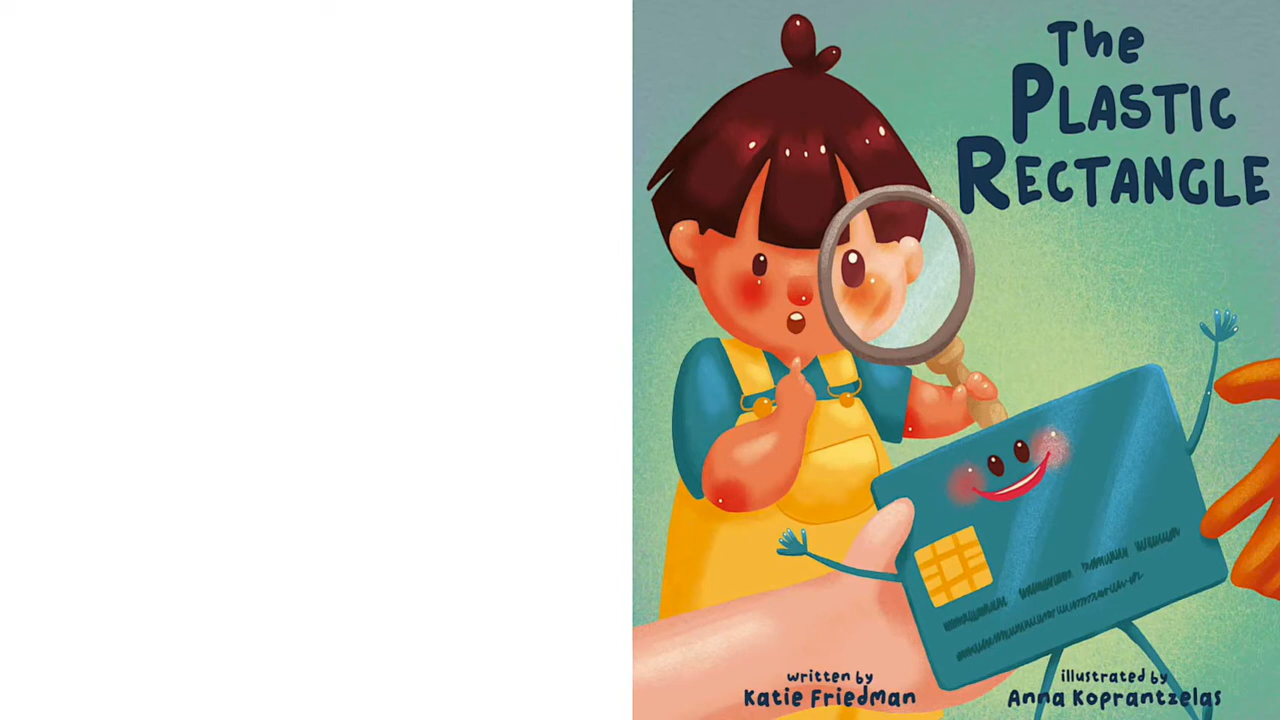 The
PLASTIC
RECTANGLE
written by
Katie Friedman
illustrated by
Anna Koprantzelas